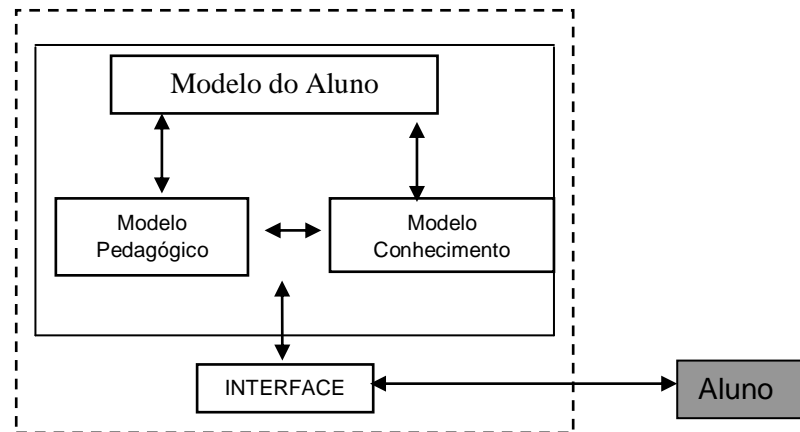 Modelo do Aluno
Modelo
Pedagógico
Modelo
Conhecimento
INTERFACE
Aluno